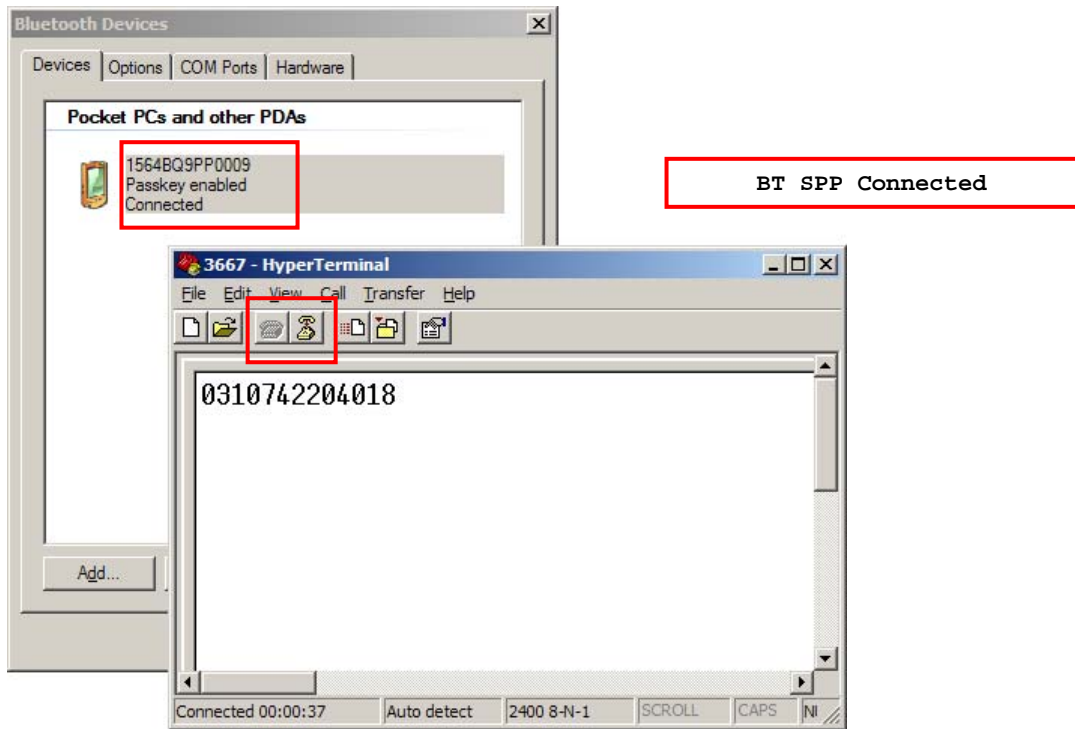 Bluetooth Devices
Devices Options COM Ports Hardware
Pocket PCs and other PDAs
1564BQ9PP0009
Passkey enabled
Connected
BT SPP Connected
3667 - HyperTerminal
File Edit View Call Transfer Help
0310742204018
Add...
Connected 00:00:37 Auto detect 2400 8-N-1 SCROLL CAPS